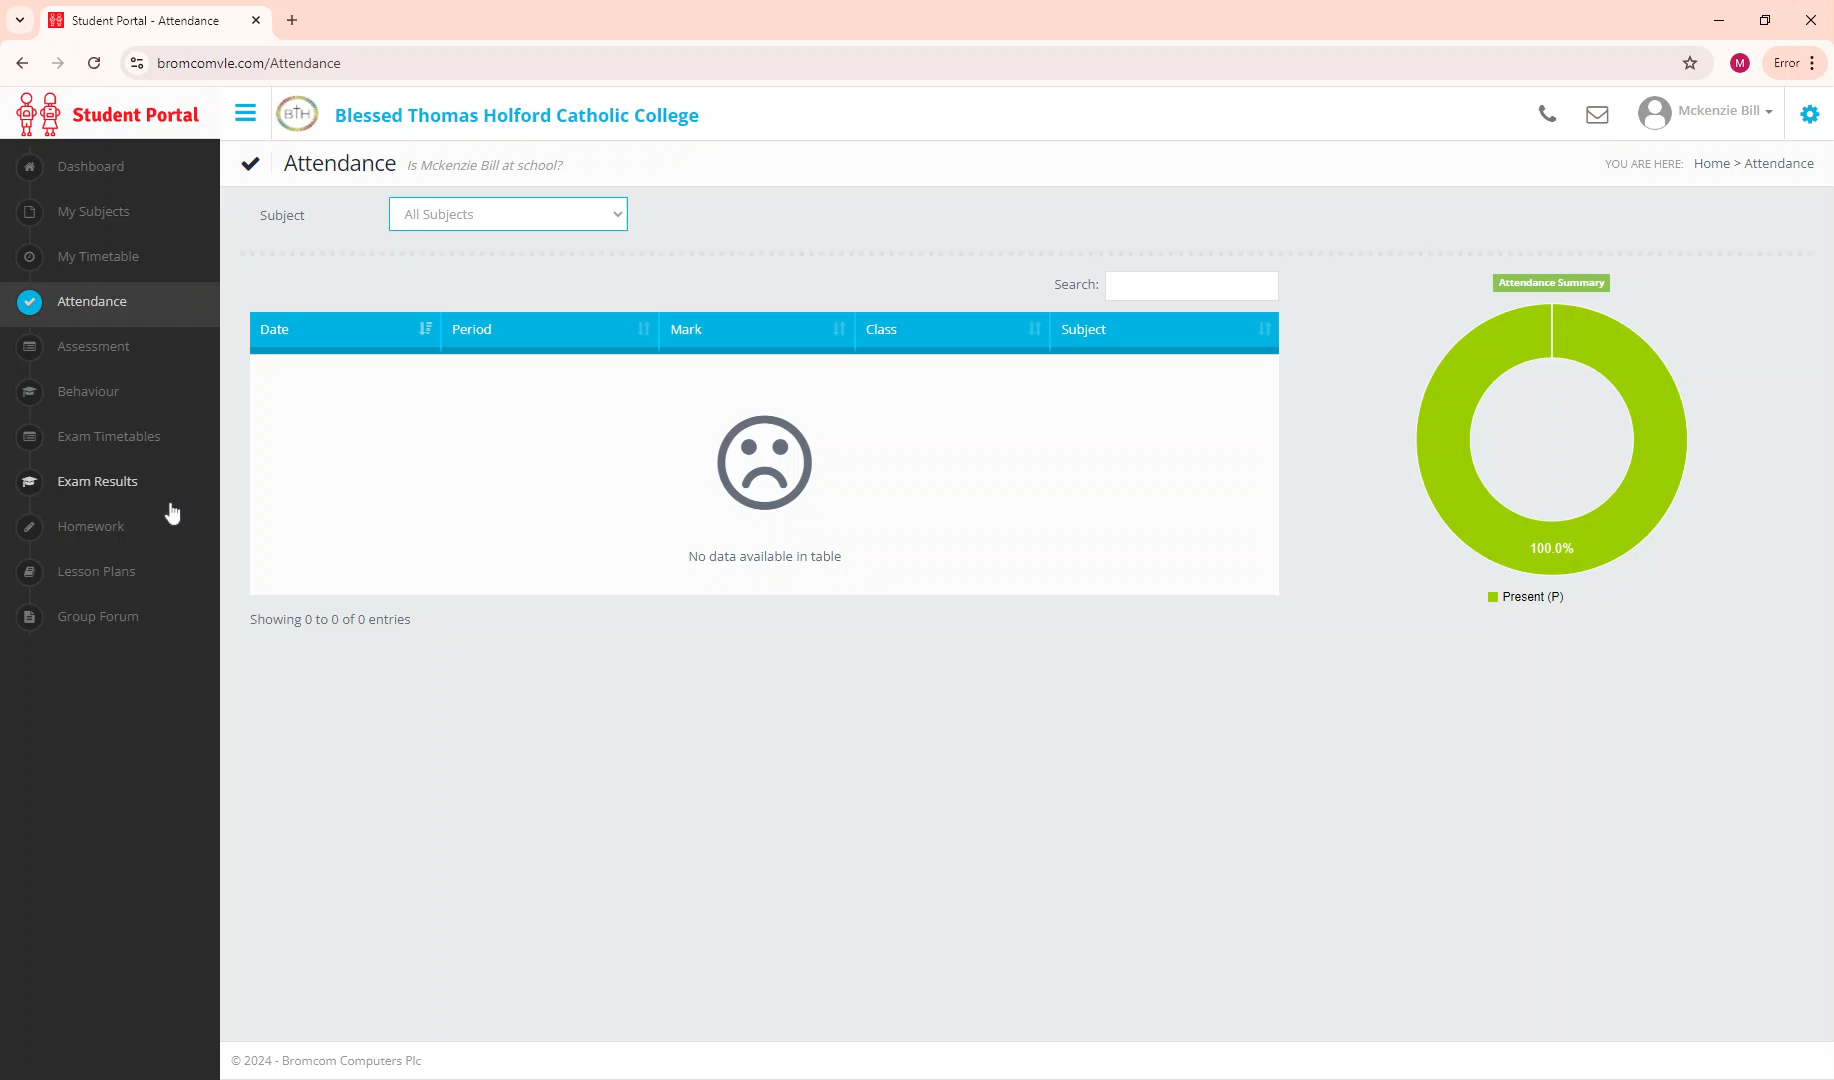 Student Portal - Attendance
bromcomvle.com/Attendance
M
Error
Student Portal
BTH
Blessed Thomas Holford Catholic College
Mckenzie Bill
Dashboard
My Subjects
My Timetable
Attendance
Assessment
Behaviour
Exam Timetables
Exam Results
Homework
Lesson Plans
Group Forum
Attendance Is Mckenzie Bill at school?
YOU ARE HERE: Home > Attendance
Subject All Subjects
Search:
Date Period Mark Class Subject
No data available in table
Showing 0 to 0 of 0 entries
Attendance Summary
100.0%
Present (P)
© 2024 - Bromcom Computers Plc